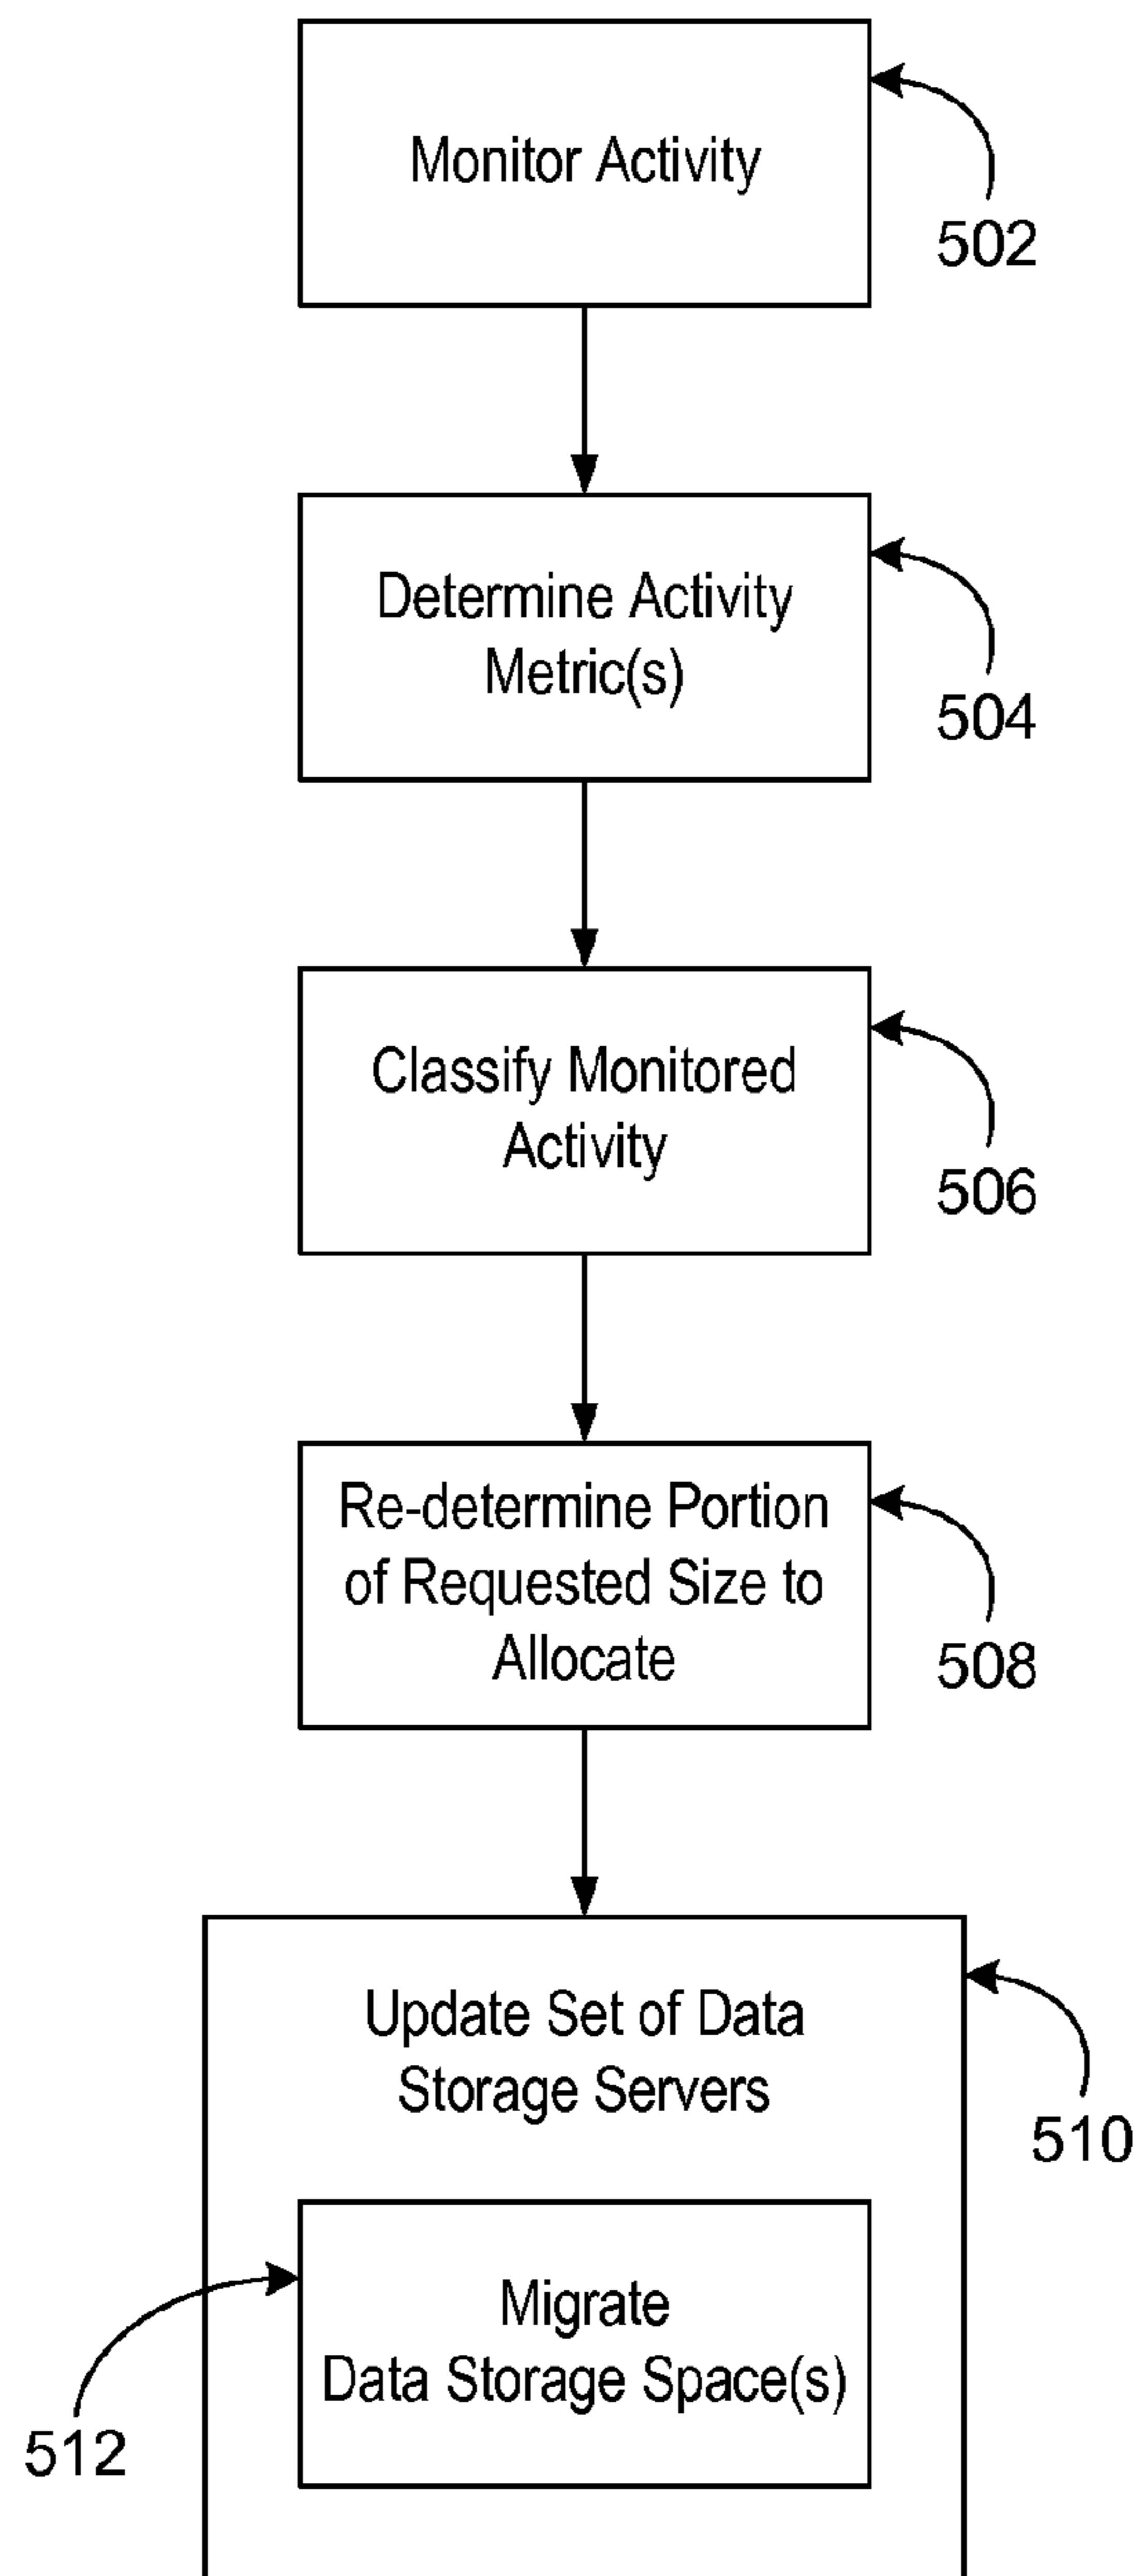 Monitor Activity
502
Determine Activity
Metric(s)
504
Classify Monitored
Activity
506
Re-determine Portion
of Requested Size to
Allocate
508
Update Set of Data
Storage Servers
510
Migrate
Data Storage Space(s)
512